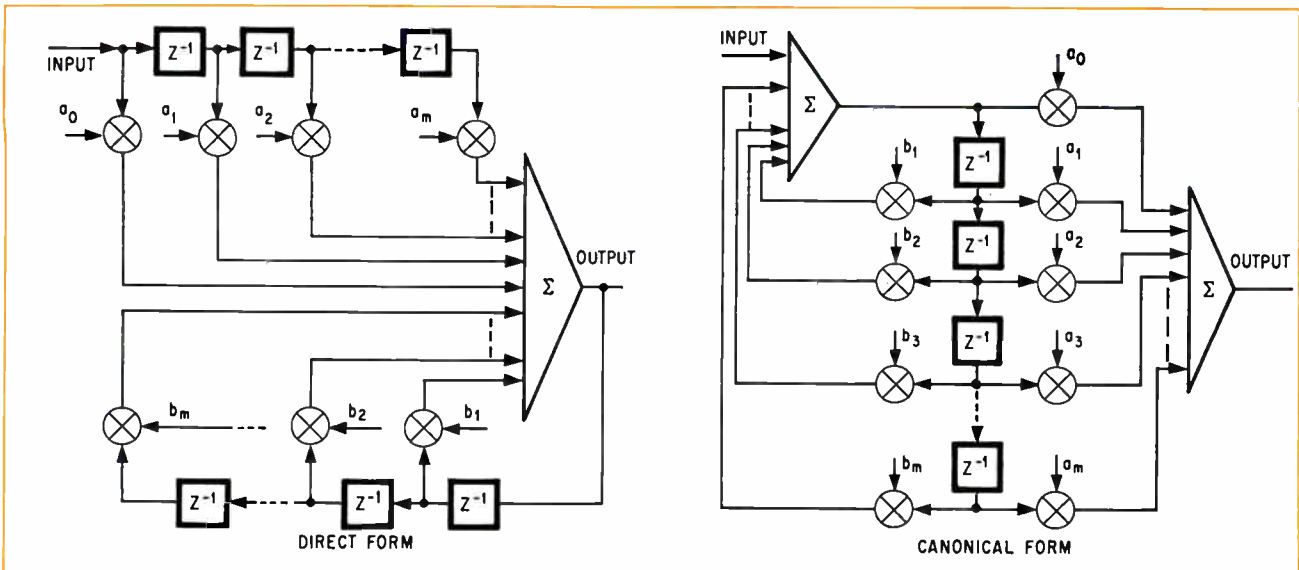 Z⁻¹ Z⁻¹ Z⁻¹
INPUT
a₀ a₁ a₂ aₘ
OUTPUT
Σ
bₘ b₂ b₁
Z⁻¹ Z⁻¹ Z⁻¹
DIRECT FORM
INPUT
a₀
Σ
Z⁻¹
b₁ a₁
Z⁻¹
b₂ a₂
OUTPUT
Σ
Z⁻¹
b₃ a₃
Z⁻¹
bₘ aₘ
CANONICAL FORM